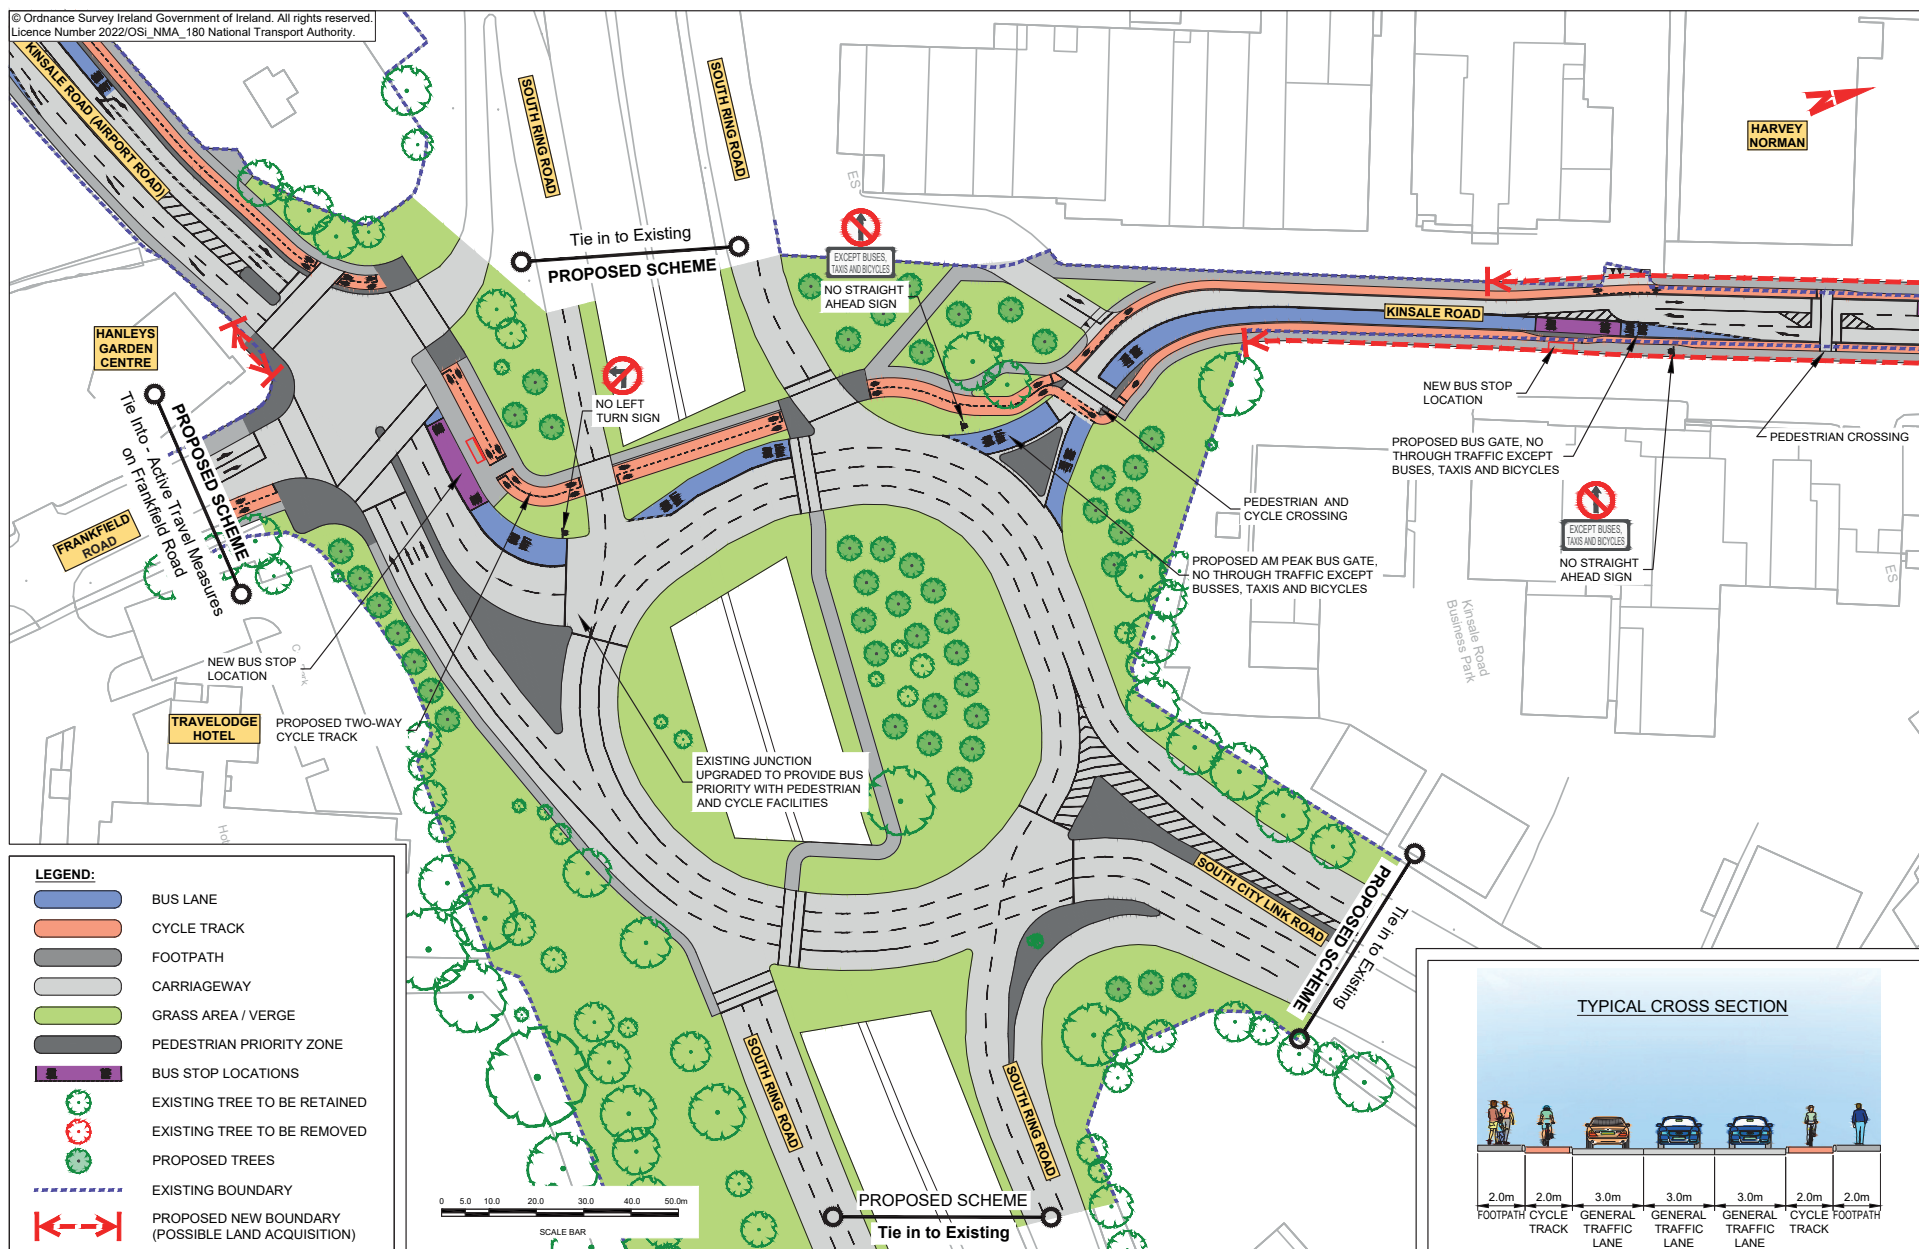 © Ordnance Survey Ireland Government of Ireland. All rights reserved.
Licence Number 2022/OSi_NMA_180 National Transport Authority.
KINSALE ROAD (AIRPORT ROAD)
SOUTH RING ROAD
SOUTH RING ROAD
HARVEY
NORMAN
ES
Tie in to Existing
PROPOSED SCHEME
EXCEPT BUSES,
TAXIS AND BICYCLES
NO STRAIGHT
AHEAD SIGN
KINSALE ROAD
HANLEYS
GARDEN
CENTRE
NO LEFT
TURN SIGN
NEW BUS STOP
LOCATION
PROPOSED BUS GATE, NO
THROUGH TRAFFIC EXCEPT
BUSES, TAXIS AND BICYCLES
PEDESTRIAN CROSSING
PROPOSED SCHEME
Tie Into - Active Travel Measures
on Frankfield Road
FRANKFIELD
ROAD
PEDESTRIAN AND
CYCLE CROSSING
EXCEPT BUSES,
TAXIS AND BICYCLES
NO STRAIGHT
AHEAD SIGN
ES
PROPOSED AM PEAK BUS GATE,
NO THROUGH TRAFFIC EXCEPT
BUSSES, TAXIS AND BICYCLES
Kinsale Road
Business Park
NEW BUS STOP
LOCATION
TRAVELODGE
HOTEL
PROPOSED TWO-WAY
CYCLE TRACK
EXISTING JUNCTION
UPGRADED TO PROVIDE BUS
PRIORITY WITH PEDESTRIAN
AND CYCLE FACILITIES
SOUTH CITY LINK ROAD
PROPOSED SCHEME
Tie in to Existing
LEGEND:
BUS LANE
CYCLE TRACK
FOOTPATH
CARRIAGEWAY
GRASS AREA / VERGE
PEDESTRIAN PRIORITY ZONE
BUS STOP LOCATIONS
EXISTING TREE TO BE RETAINED
EXISTING TREE TO BE REMOVED
PROPOSED TREES
EXISTING BOUNDARY
PROPOSED NEW BOUNDARY
(POSSIBLE LAND ACQUISITION)
SOUTH RING ROAD
SOUTH RING ROAD
0 5.0 10.0 20.0 30.0 40.0 50.0m
SCALE BAR
PROPOSED SCHEME
Tie in to Existing
TYPICAL CROSS SECTION
2.0m 2.0m 3.0m 3.0m 3.0m 2.0m 2.0m
FOOTPATH CYCLE GENERAL GENERAL GENERAL CYCLE FOOTPATH
TRACK TRAFFIC TRAFFIC TRAFFIC TRACK
LANE LANE LANE